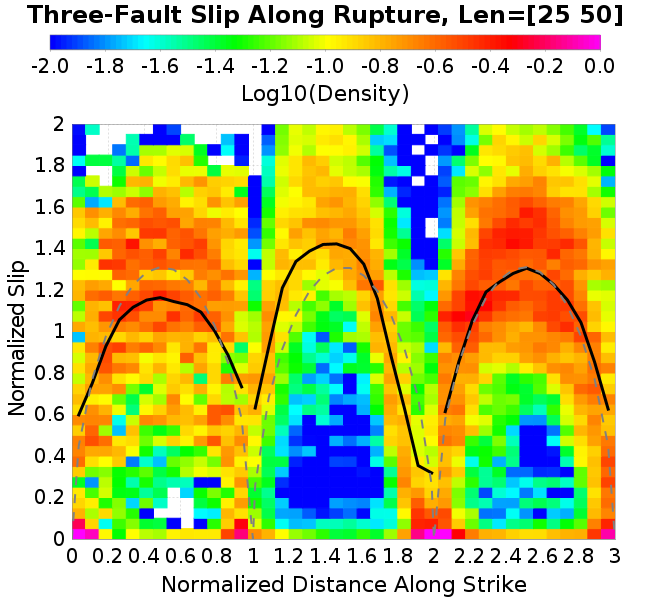 Three-Fault Slip Along Rupture, Len=[25 50]
-2.0 -1.8 -1.6 -1.4 -1.2 -1.0 -0.8 -0.6 -0.4 -0.2 0.0
Log10(Density)
2
1.8
1.6
1.4
1.2
1
0.8
0.6
0.4
0.2
0
Normalized Slip
0 0.2 0.4 0.6 0.8 1 1.2 1.4 1.6 1.8 2 2.2 2.4 2.6 2.8 3
Normalized Distance Along Strike